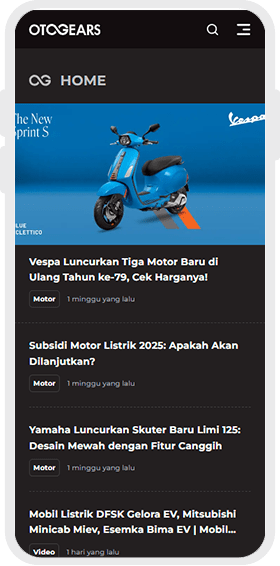 OTOGEARS
HOME
The New
Sprint S
Vespa
BLUE
ECLETTICO
Vespa Luncurkan Tiga Motor Baru di
Ulang Tahun ke-79, Cek Harganya!
Motor 1 minggu yang lalu
Subsidi Motor Listrik 2025: Apakah Akan
Dilanjutkan?
Motor 1 minggu yang lalu
Yamaha Luncurkan Skuter Baru Limi 125:
Desain Mewah dengan Fitur Canggih
Motor 1 minggu yang lalu
Mobil Listrik DFSK Gelora EV, Mitsubishi
Minicab Miev, Esemka Bima EV | Mobil...
Video 1 hari yang lalu